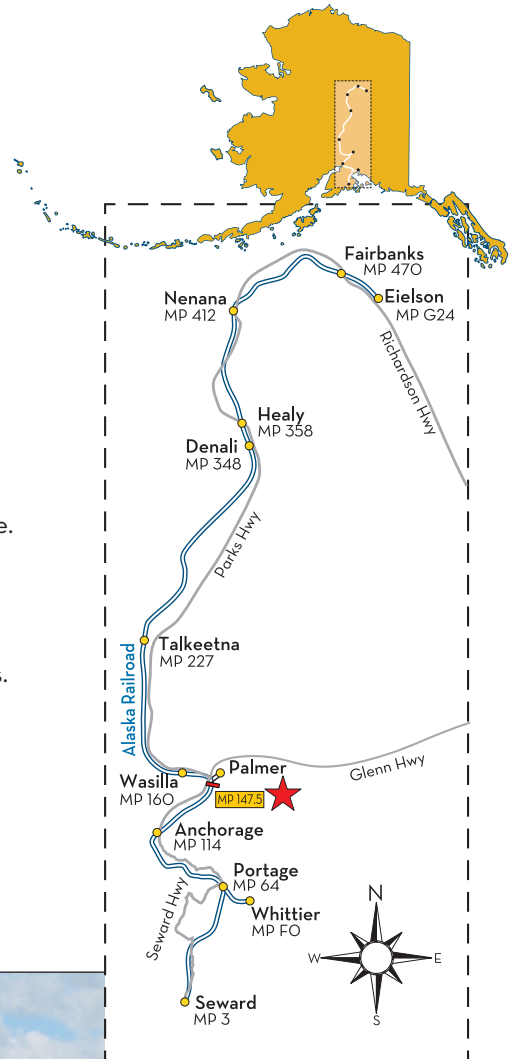 Fairbanks
MP 470
Eielson
MP G24
Nenana
MP 412
Richardson Hwy
Healy
MP 358
Denali
MP 348
e.
Parks Hwy
Talkeetna
MP 227
s.
Alaska Railroad
Palmer
Glenn Hwy
Wasilla
MP 160
MP 147.5
Anchorage
MP 114
Portage
MP 64
Seward Hwy
Whittier
MP F0
N
W
E
S
Seward
MP 3